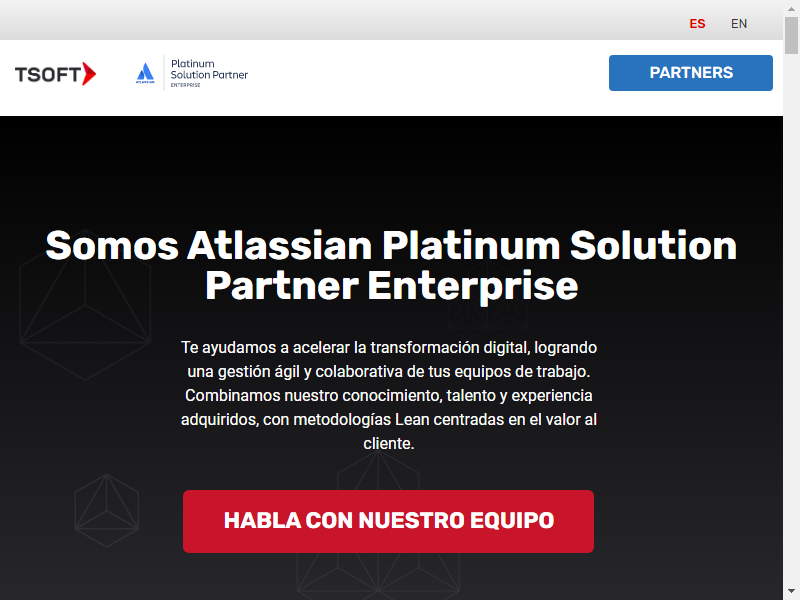 ES EN
TSOFT
ATLASSIAN
Platinum
Solution Partner
ENTERPRISE
PARTNERS
Somos Atlassian Platinum Solution
Partner Enterprise
Te ayudamos a acelerar la transformación digital, logrando
una gestión ágil y colaborativa de tus equipos de trabajo.
Combinamos nuestro conocimiento, talento y experiencia
adquiridos, con metodologías Lean centradas en el valor al
cliente.
HABLA CON NUESTRO EQUIPO